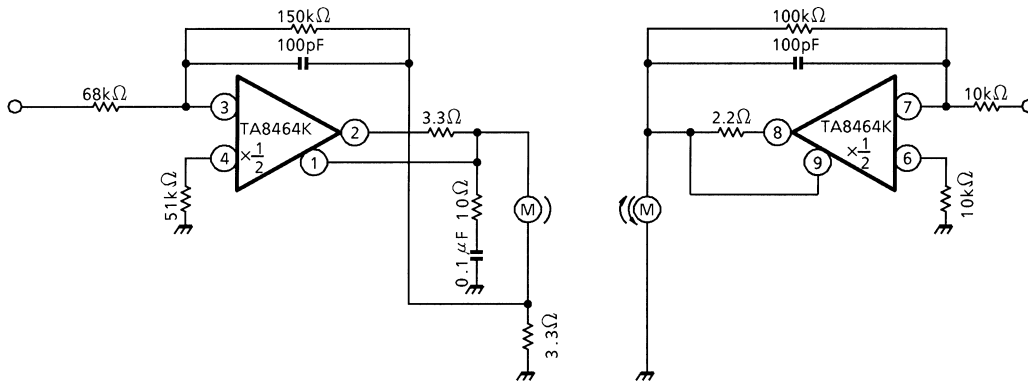 150kΩ
100pF
68kΩ
3
TA8464K
×1/2
4
2
1
3.3Ω
51kΩ
10Ω
0.1μF
M
3.3Ω
100kΩ
100pF
10kΩ
7
TA8464K
×1/2
6
8
9
2.2Ω
10kΩ
M